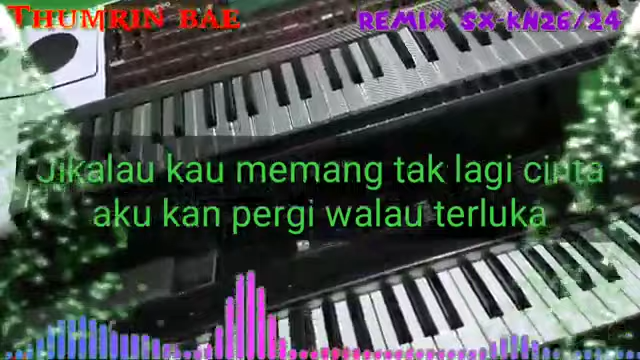 THUMRIN BAE
REMIX SX KN26/24
Jikalau kau memang tak lagi cinta
aku kan pergi walau terluka